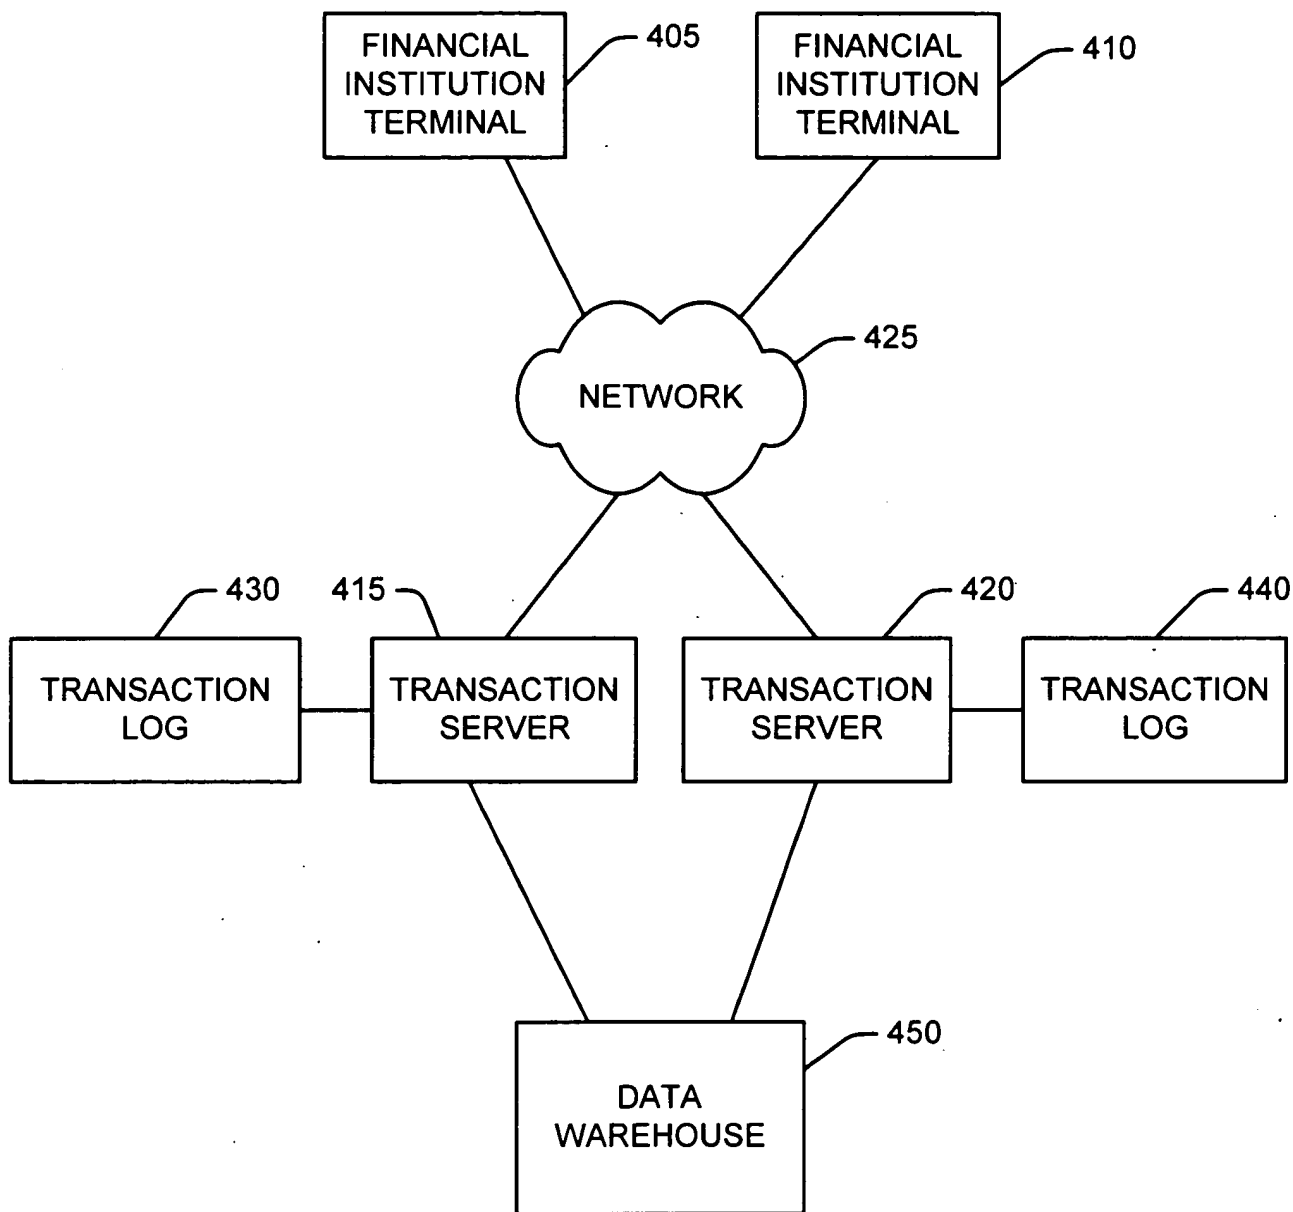 FINANCIAL
INSTITUTION
TERMINAL
405
FINANCIAL
INSTITUTION
TERMINAL
410
NETWORK
425
430
415
420
440
TRANSACTION
LOG
TRANSACTION
SERVER
TRANSACTION
SERVER
TRANSACTION
LOG
450
DATA
WAREHOUSE